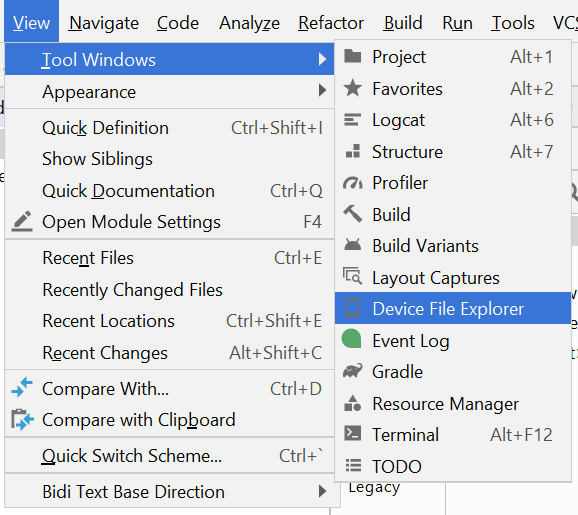 View Navigate Code Analyze Refactor Build Run Tools VCS
Tool Windows
Appearance
Quick Definition Ctrl+Shift+I
Show Siblings
Quick Documentation Ctrl+Q
Open Module Settings F4
Recent Files Ctrl+E
Recently Changed Files
Recent Locations Ctrl+Shift+E
Recent Changes Alt+Shift+C
Compare With... Ctrl+D
Compare with Clipboard
Quick Switch Scheme... Ctrl+`
Bidi Text Base Direction
Project Alt+1
Favorites Alt+2
Logcat Alt+6
Structure Alt+7
Profiler
Build
Build Variants
Layout Captures
Device File Explorer
Event Log
Gradle
Resource Manager
Terminal Alt+F12
TODO
Legacy